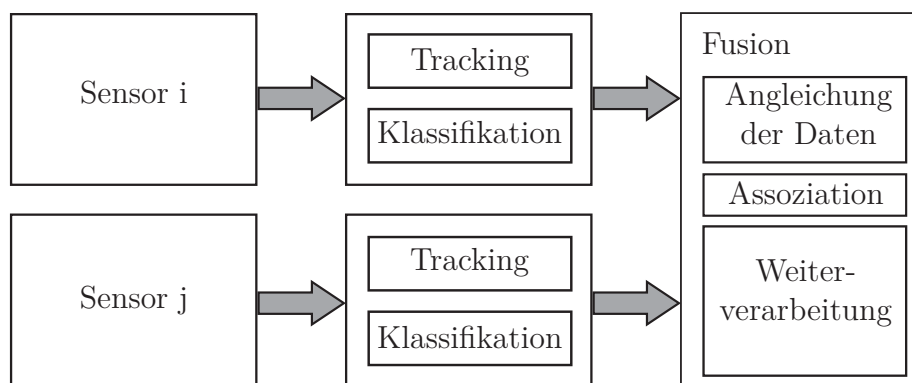 Sensor i
Tracking
Klassifikation
Sensor j
Tracking
Klassifikation
Fusion
Angleichung
der Daten
Assoziation
Weiter-
verarbeitung